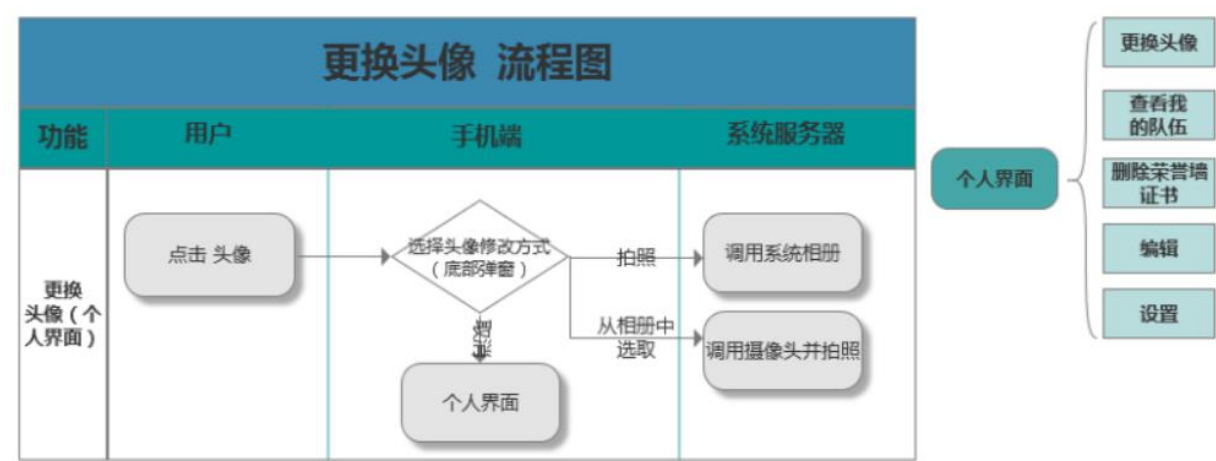 更换头像 流程图
功能
用户
手机端
系统服务器
更换
头像（个
人界面）
点击 头像
选择头像修改方式
（底部弹窗）
拍照
调用系统相册
从相册中
选取
调用摄像头并拍照
个人界面
个人界面
更换头像
查看我
的队伍
删除荣誉墙
证书
编辑
设置